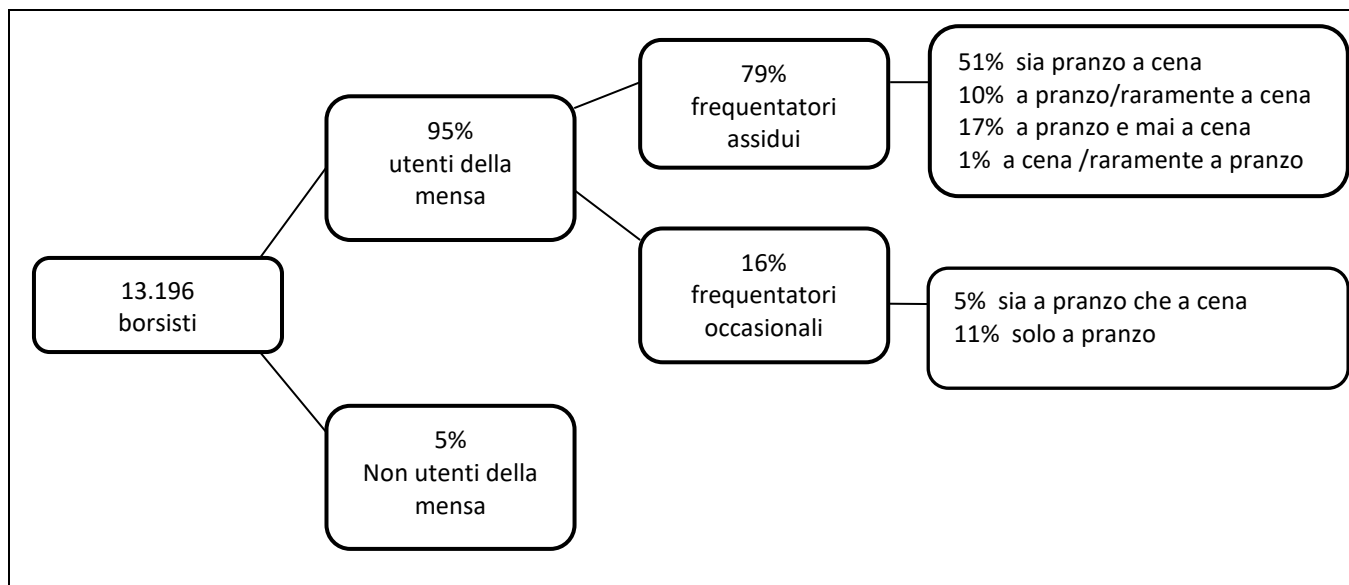 13.196
borsisti
95%
utenti della
mensa
5%
Non utenti della
mensa
79%
frequentatori
assidui
16%
frequentatori
occasionali
51% sia pranzo a cena
10% a pranzo/raramente a cena
17% a pranzo e mai a cena
1% a cena /raramente a pranzo
5% sia a pranzo che a cena
11% solo a pranzo